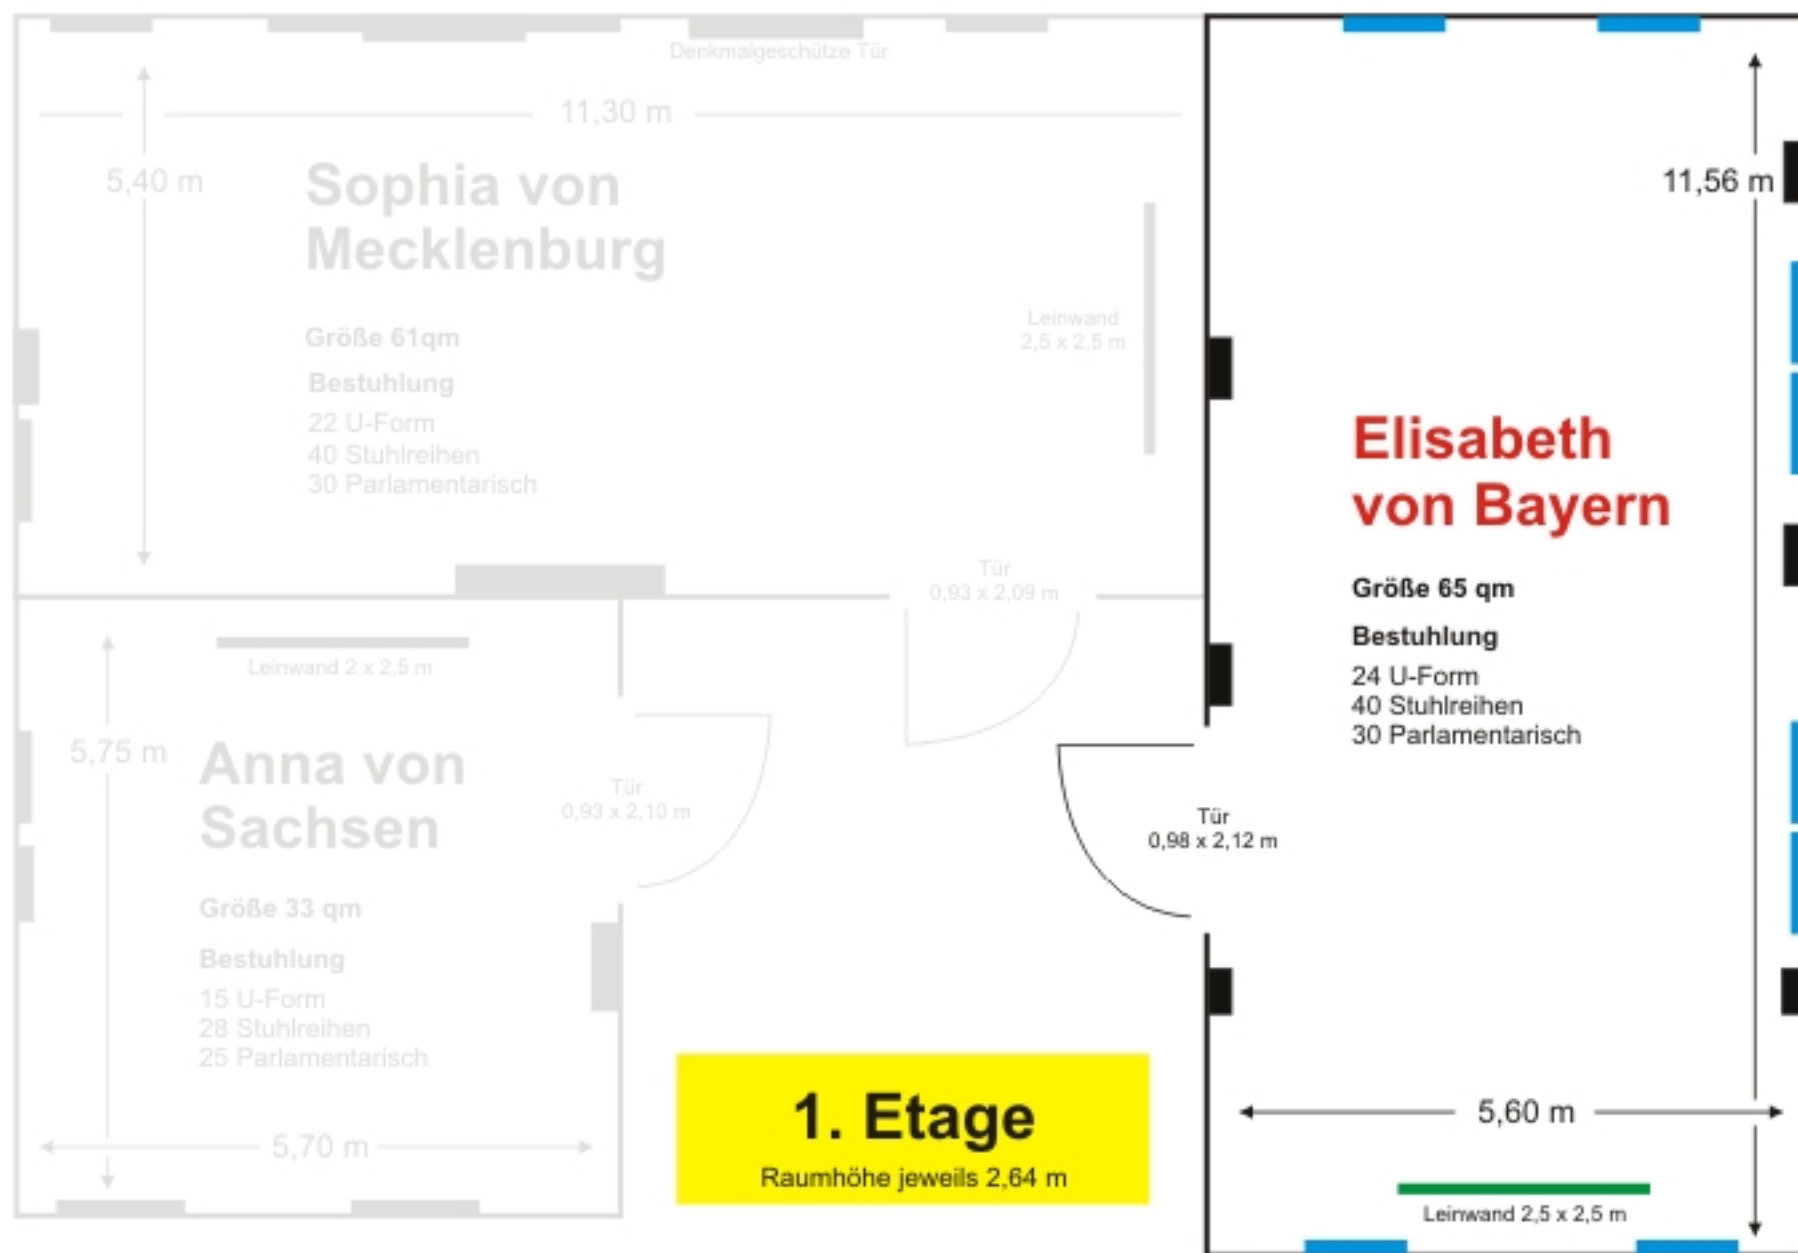 Denkmalgeschütze Tür
11,30 m
5,40 m
Sophia von
Mecklenburg
Größe 61qm
Bestuhlung
22 U-Form
40 Stuhlreihen
30 Parlamentarisch
Leinwand
2,5 x 2,5 m
Tür
0,93 x 2,09 m
Leinwand 2 x 2,5 m
5,75 m
Anna von
Sachsen
Größe 33 qm
Bestuhlung
15 U-Form
28 Stuhlreihen
25 Parlamentarisch
5,70 m
Tür
0,93 x 2,10 m
11,56 m
Elisabeth
von Bayern
Größe 65 qm
Bestuhlung
24 U-Form
40 Stuhlreihen
30 Parlamentarisch
Tür
0,98 x 2,12 m
5,60 m
Leinwand 2,5 x 2,5 m
1. Etage
Raumhöhe jeweils 2,64 m